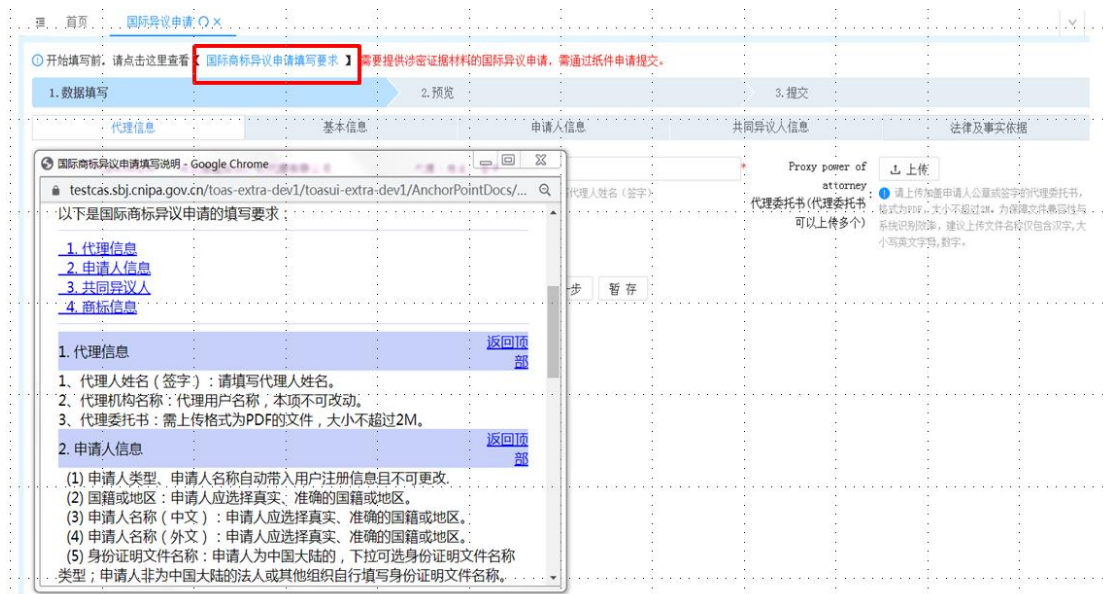 首页 国际异议申请
开始填写前,请点击这里查看【 国际商标异议申请填写要求 】 需要提供涉密证据材料的国际异议申请,需通过纸件申请提交。
1.数据填写 2.预览 3.提交
代理信息 基本信息 申请人信息 共同异议人信息 法律及事实依据
国际商标异议申请填写说明 - Google Chrome
testcas.sbj.cnipa.gov.cn/toas-extra-dev1/toasui-extra-dev1/AnchorPointDocs/...
以下是国际商标异议申请的填写要求:
1. 代理信息
2. 申请人信息
3. 共同异议人
4. 商标信息
1. 代理信息 返回顶部
1、代理人姓名(签字):请填写代理人姓名。
2、代理机构名称:代理用户名称,本项不可改动。
3、代理委托书:需上传格式为PDF的文件,大小不超过2M。
2. 申请人信息 返回顶部
(1) 申请人类型、申请人名称自动带入用户注册信息且不可更改.
(2) 国籍或地区:申请人应选择真实、准确的国籍或地区。
(3) 申请人名称(中文):申请人应选择真实、准确的国籍或地区。
(4) 申请人名称(外文):申请人应选择真实、准确的国籍或地区。
(5) 身份证明文件名称:申请人为中国大陆的,下拉可选身份证明文件名称
类型;申请人非为中国大陆的法人或其他组织自行填写身份证明文件名称。
代理人姓名(签字)
步 暂存
* Proxy power of
attorney
代理委托书(代理委托书
可以上传多个)
上传
请上传加盖申请人公章或签字的代理委托书,
格式为PDF,大小不超过2M。为保障文件兼容性与
系统识别效率,建议上传文件名称仅包含汉字,大
小写英文字母,数字。